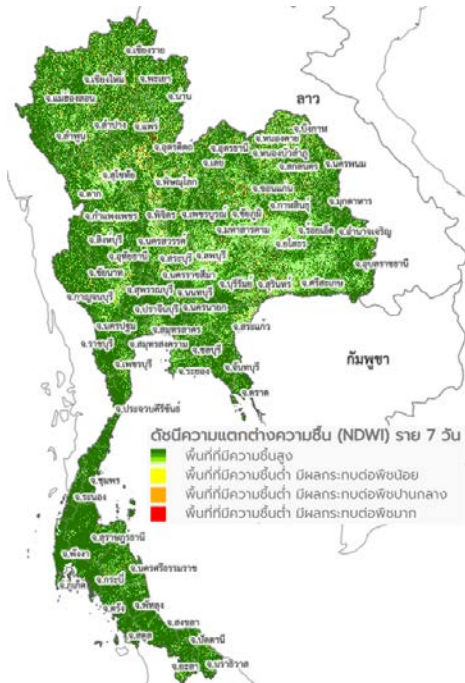 จ.เชียงราย
จ.เชียงใหม่
จ.พะเยา
จ.แม่ฮ่องสอน
จ.น่าน
ลาว
จ.ลำปาง
จ.แพร่
จ.ลำพูน
จ.อุตรดิตถ์
จ.อุดรธานี
จ.หนองคาย
จ.บึงกาฬ
จ.เลย
จ.หนองบัวลำภู
จ.สกลนคร
จ.นครพนม
จ.สุโขทัย
จ.พิษณุโลก
จ.ขอนแก่น
จ.ตาก
จ.กาฬสินธุ์
จ.มุกดาหาร
จ.กำแพงเพชร
จ.พิจิตร
จ.เพชรบูรณ์
จ.ชัยภูมิ
จ.มหาสารคาม
จ.ร้อยเอ็ด
จ.อำนาจเจริญ
จ.สิงห์บุรี
จ.นครสวรรค์
จ.ยโสธร
จ.อุทัยธานี
จ.สระบุรี
จ.ลพบุรี
จ.อุบลราชธานี
จ.ชัยนาท
จ.นครราชสีมา
จ.บุรีรัมย์
จ.สุรินทร์
จ.ศรีสะเกษ
จ.กาญจนบุรี
จ.สุพรรณบุรี
จ.นนทบุรี
จ.ปราจีนบุรี
จ.นครนายก
จ.นครปฐม
จ.สมุทรสาคร
จ.สระแก้ว
จ.ราชบุรี
จ.สมุทรสงคราม
จ.ชลบุรี
กัมพูชา
จ.เพชรบุรี
จ.ระยอง
จ.จันทบุรี
จ.ตราด
จ.ประจวบคีรีขันธ์
ดัชนีความแตกต่างความชื้น (NDWI) ราย 7 วัน
พื้นที่ที่มีความชื้นสูง
พื้นที่ที่มีความชื้นต่ำ มีผลกระทบต่อพืชน้อย
พื้นที่ที่มีความชื้นต่ำ มีผลกระทบต่อพืชปานกลาง
พื้นที่ที่มีความชื้นต่ำ มีผลกระทบต่อพืชมาก
จ.ชุมพร
จ.ระนอง
จ.สุราษฎร์ธานี
จ.พังงา
จ.นครศรีธรรมราช
จ.กระบี่
จ.ภูเก็ต
จ.ตรัง
จ.พัทลุง
จ.สงขลา
จ.สตูล
จ.ปัตตานี
จ.ยะลา
จ.นราธิวาส